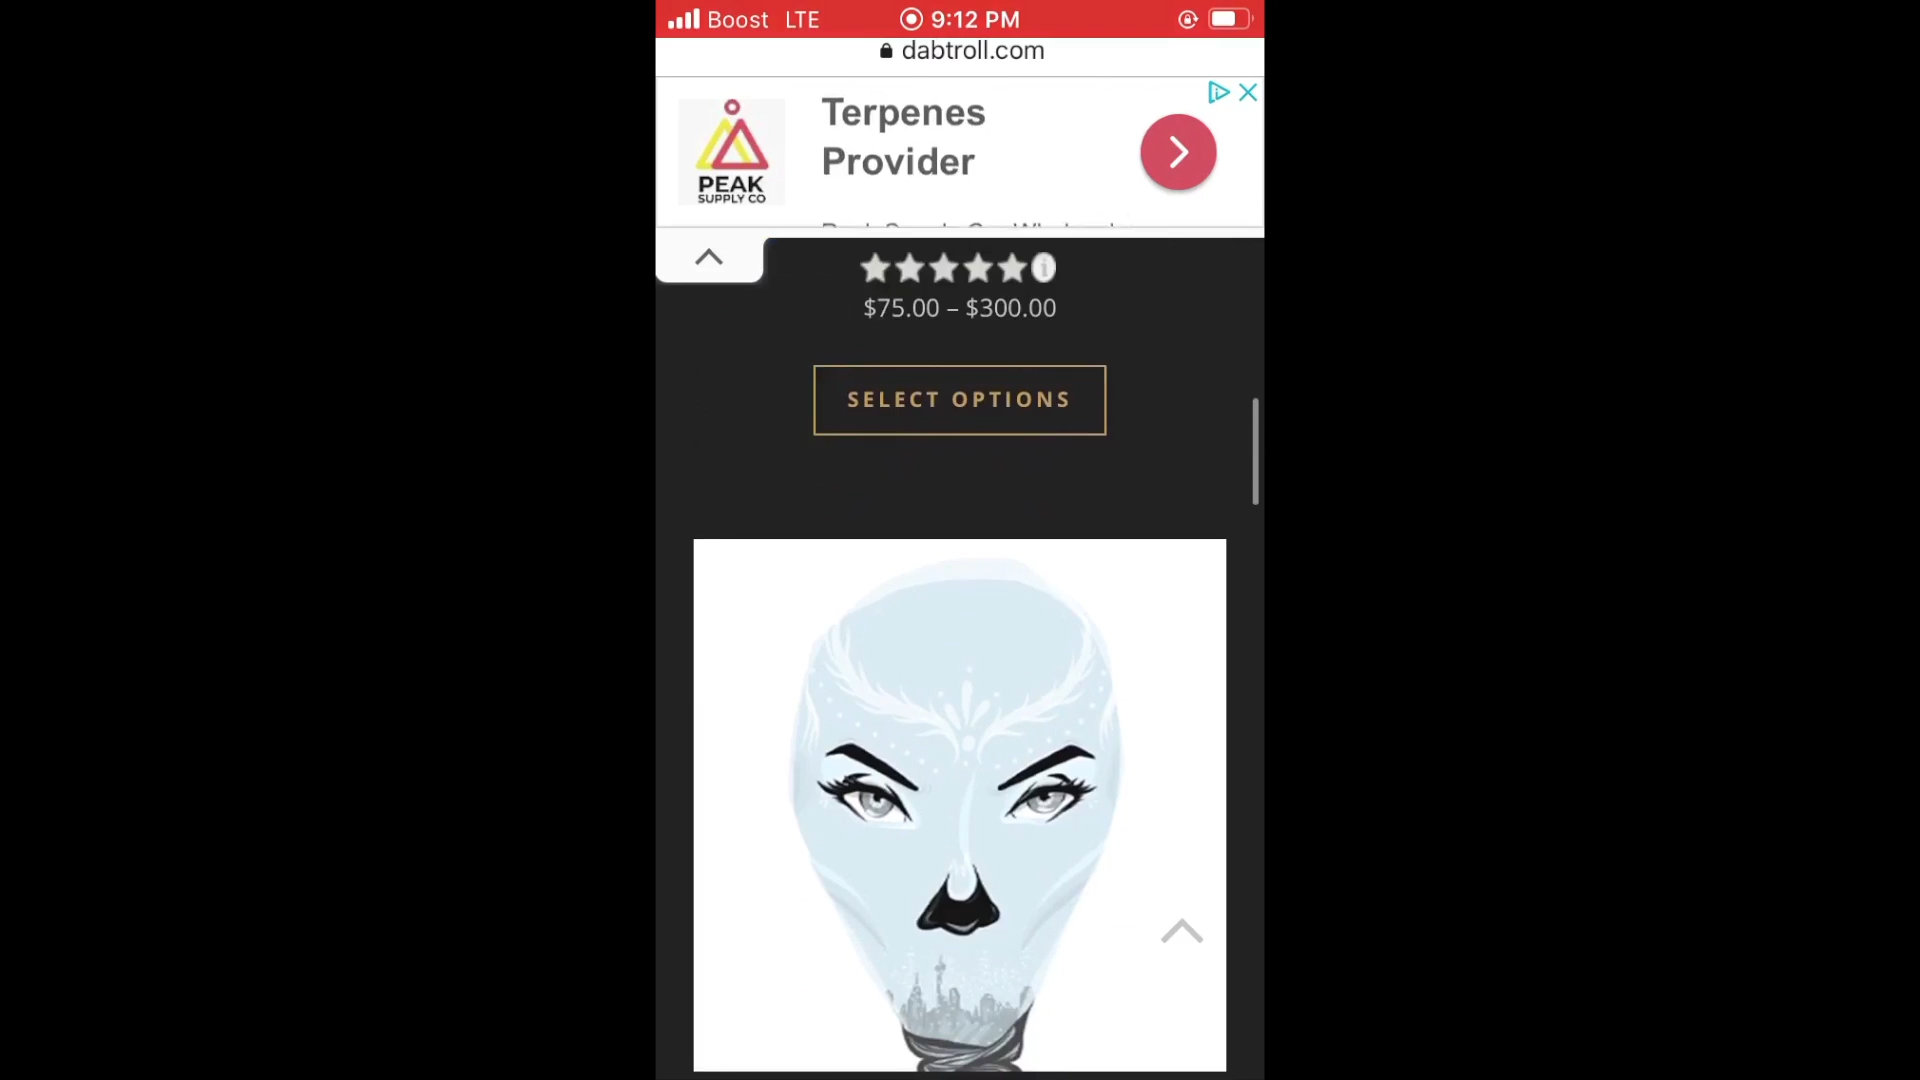 Boost LTE 9:12 PM
dabtroll.com
Terpenes
Provider
PEAK
SUPPLY CO
$75.00 – $300.00
SELECT OPTIONS